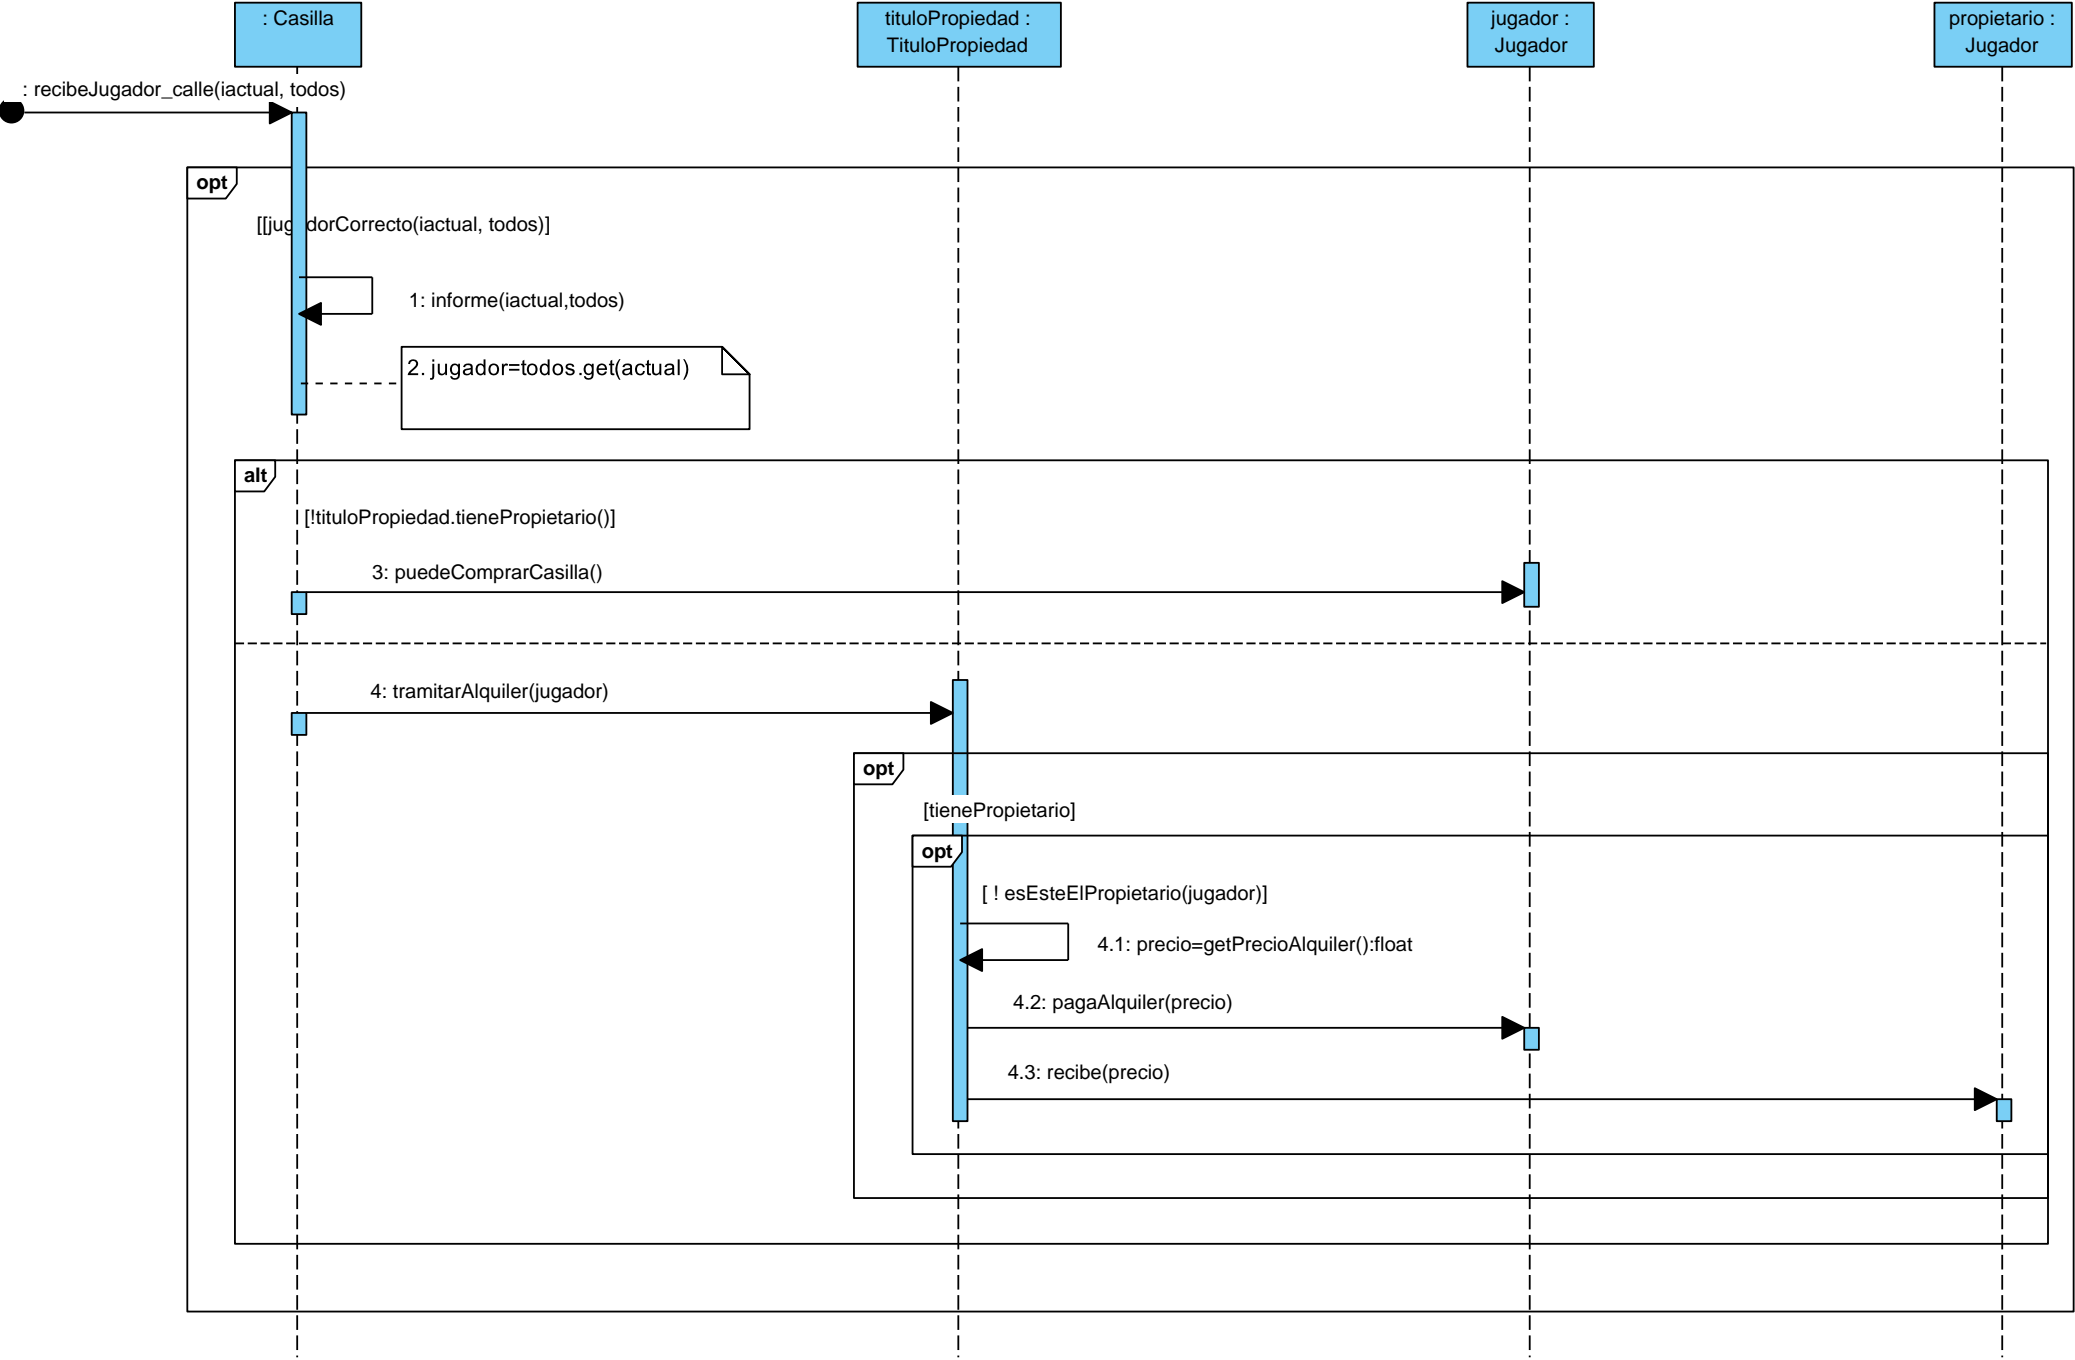 : Casilla
tituloPropiedad :
TituloPropiedad
jugador :
Jugador
propietario :
Jugador
: recibeJugador_calle(iactual, todos)
opt
[[jugadorCorrecto(iactual, todos)]
1: informe(iactual,todos)
2. jugador=todos.get(actual)
alt
[!tituloPropiedad.tienePropietario()]
3: puedeComprarCasilla()
4: tramitarAlquiler(jugador)
opt
[tienePropietario]
opt
[ ! esEsteElPropietario(jugador)]
4.1: precio=getPrecioAlquiler():float
4.2: pagaAlquiler(precio)
4.3: recibe(precio)